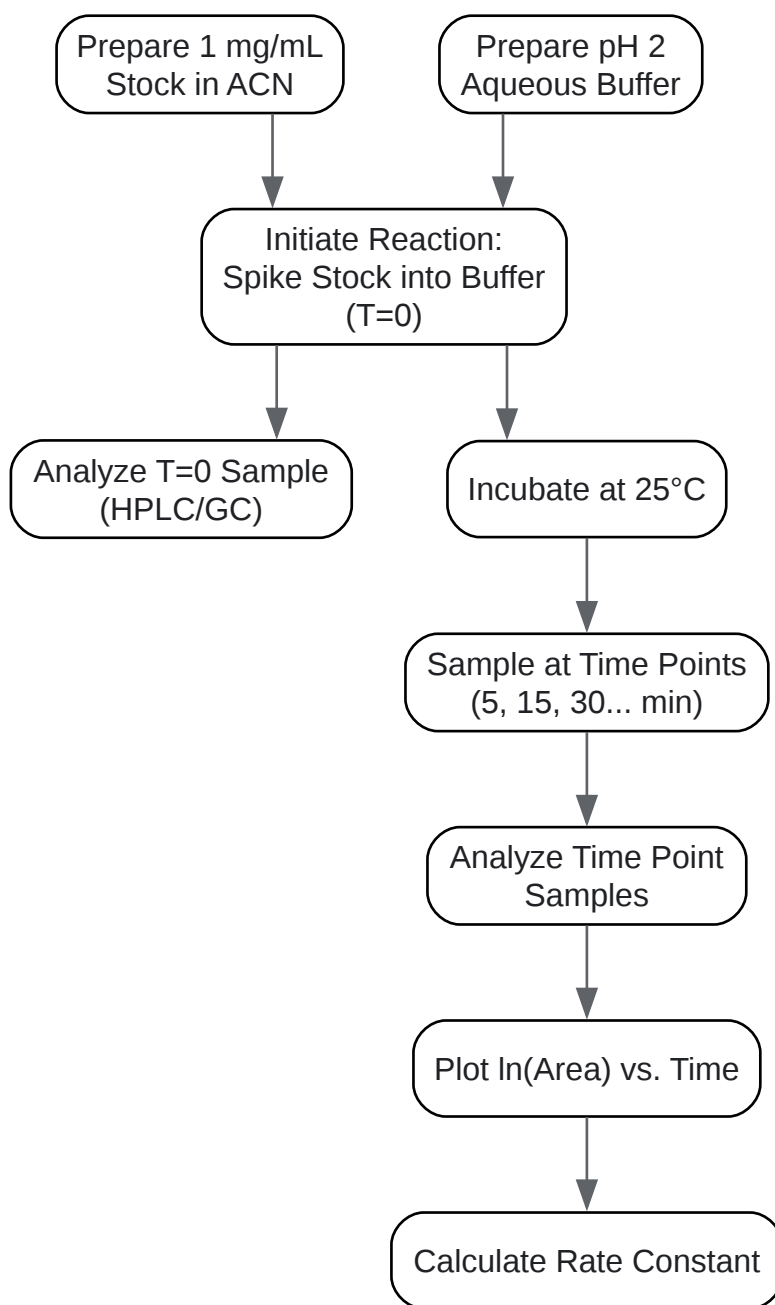 Prepare 1 mg/mL
Stock in ACN
Prepare pH 2
Aqueous Buffer
Initiate Reaction:
Spike Stock into Buffer
(T=0)
Analyze T=0 Sample
(HPLC/GC)
Incubate at 25°C
Sample at Time Points
(5, 15, 30... min)
Analyze Time Point
Samples
Plot ln(Area) vs. Time
Calculate Rate Constant